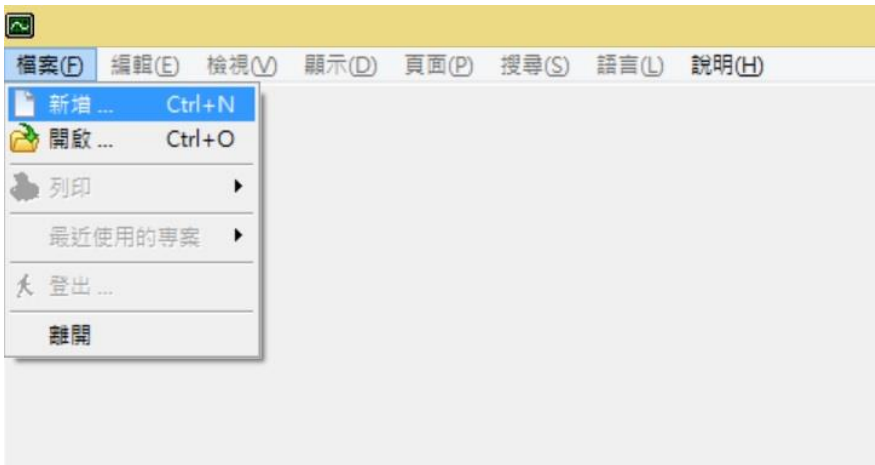 檔案(F) 編輯(E) 檢視(V) 顯示(D) 頁面(P) 搜尋(S) 語言(L) 說明(H)
新增 ... Ctrl+N
開啟 ... Ctrl+O
列印
最近使用的專案
登出 ...
離開